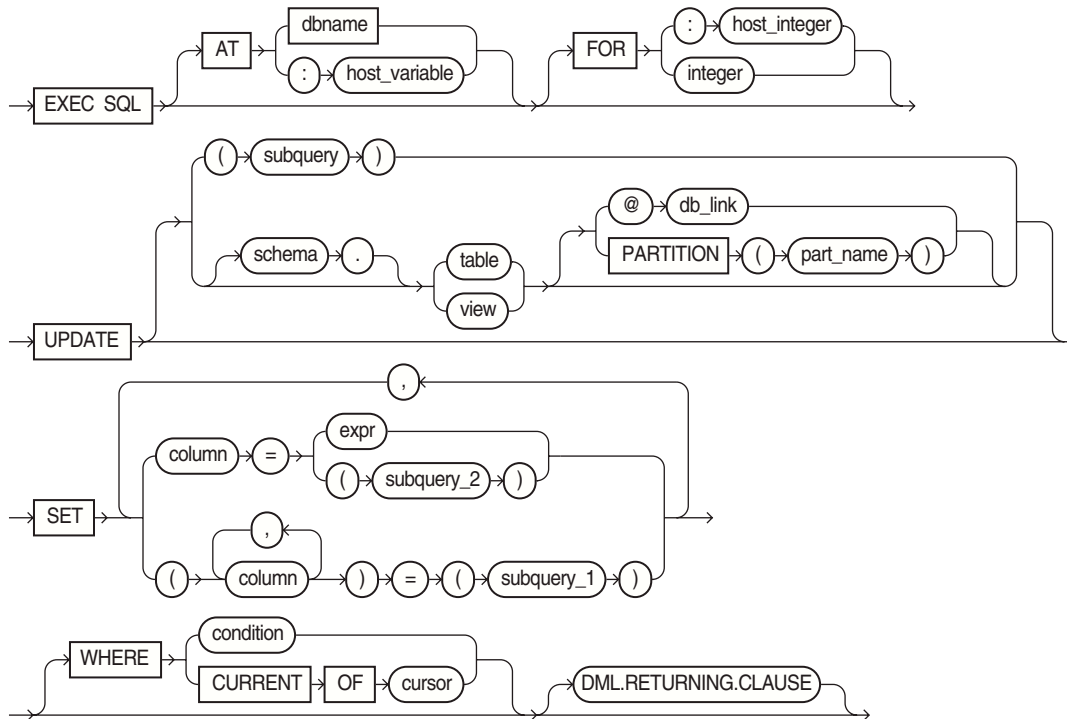 AT dbname : host_variable FOR : host_integer integer
EXEC SQL
( subquery )
schema . table view @ db_link PARTITION ( part_name )
UPDATE
,
column = expr ( subquery_2 )
SET
( , column ) = ( subquery_1 )
WHERE condition CURRENT OF cursor DML.RETURNING.CLAUSE